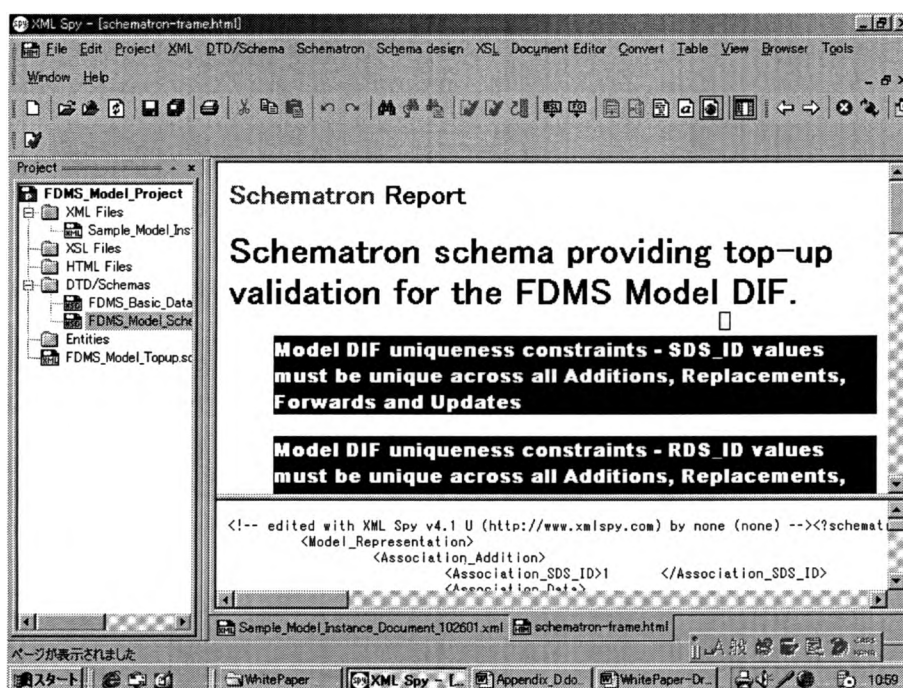 XML Spy - [schematron-frame.html]
File Edit Project XML DTD/Schema Schematron Schema design XSL Document Editor Convert Table View Browser Tools
Window Help
Project
FDMS_Model_Project
XML Files
Sample_Model_Ins
XSL Files
HTML Files
DTD/Schemas
FDMS_Basic_Data
FDMS_Model_Sche
Entities
FDMS_Model_Topup.sc
Schematron Report
Schematron schema providing top-up
validation for the FDMS Model DIF.
Model DIF uniqueness constraints - SDS_ID values
must be unique across all Additions, Replacements,
Forwards and Updates
Model DIF uniqueness constraints - RDS_ID values
must be unique across all Additions, Replacements,
<!-- edited with XML Spy v4.1 U (http://www.xmlspy.com) by none (none) --><?schemat
<Model_Representation>
<Association_Addition>
<Association_SDS_ID>1 </Association_SDS_ID>
<Association_Data>
Sample_Model_Instance_Document_102601.xml schematron-frame.html
ページが表示されました
A 般
スタート WhitePaper XML Spy - [... Appendix_D.do... WhitePaper-Dr... 10:59